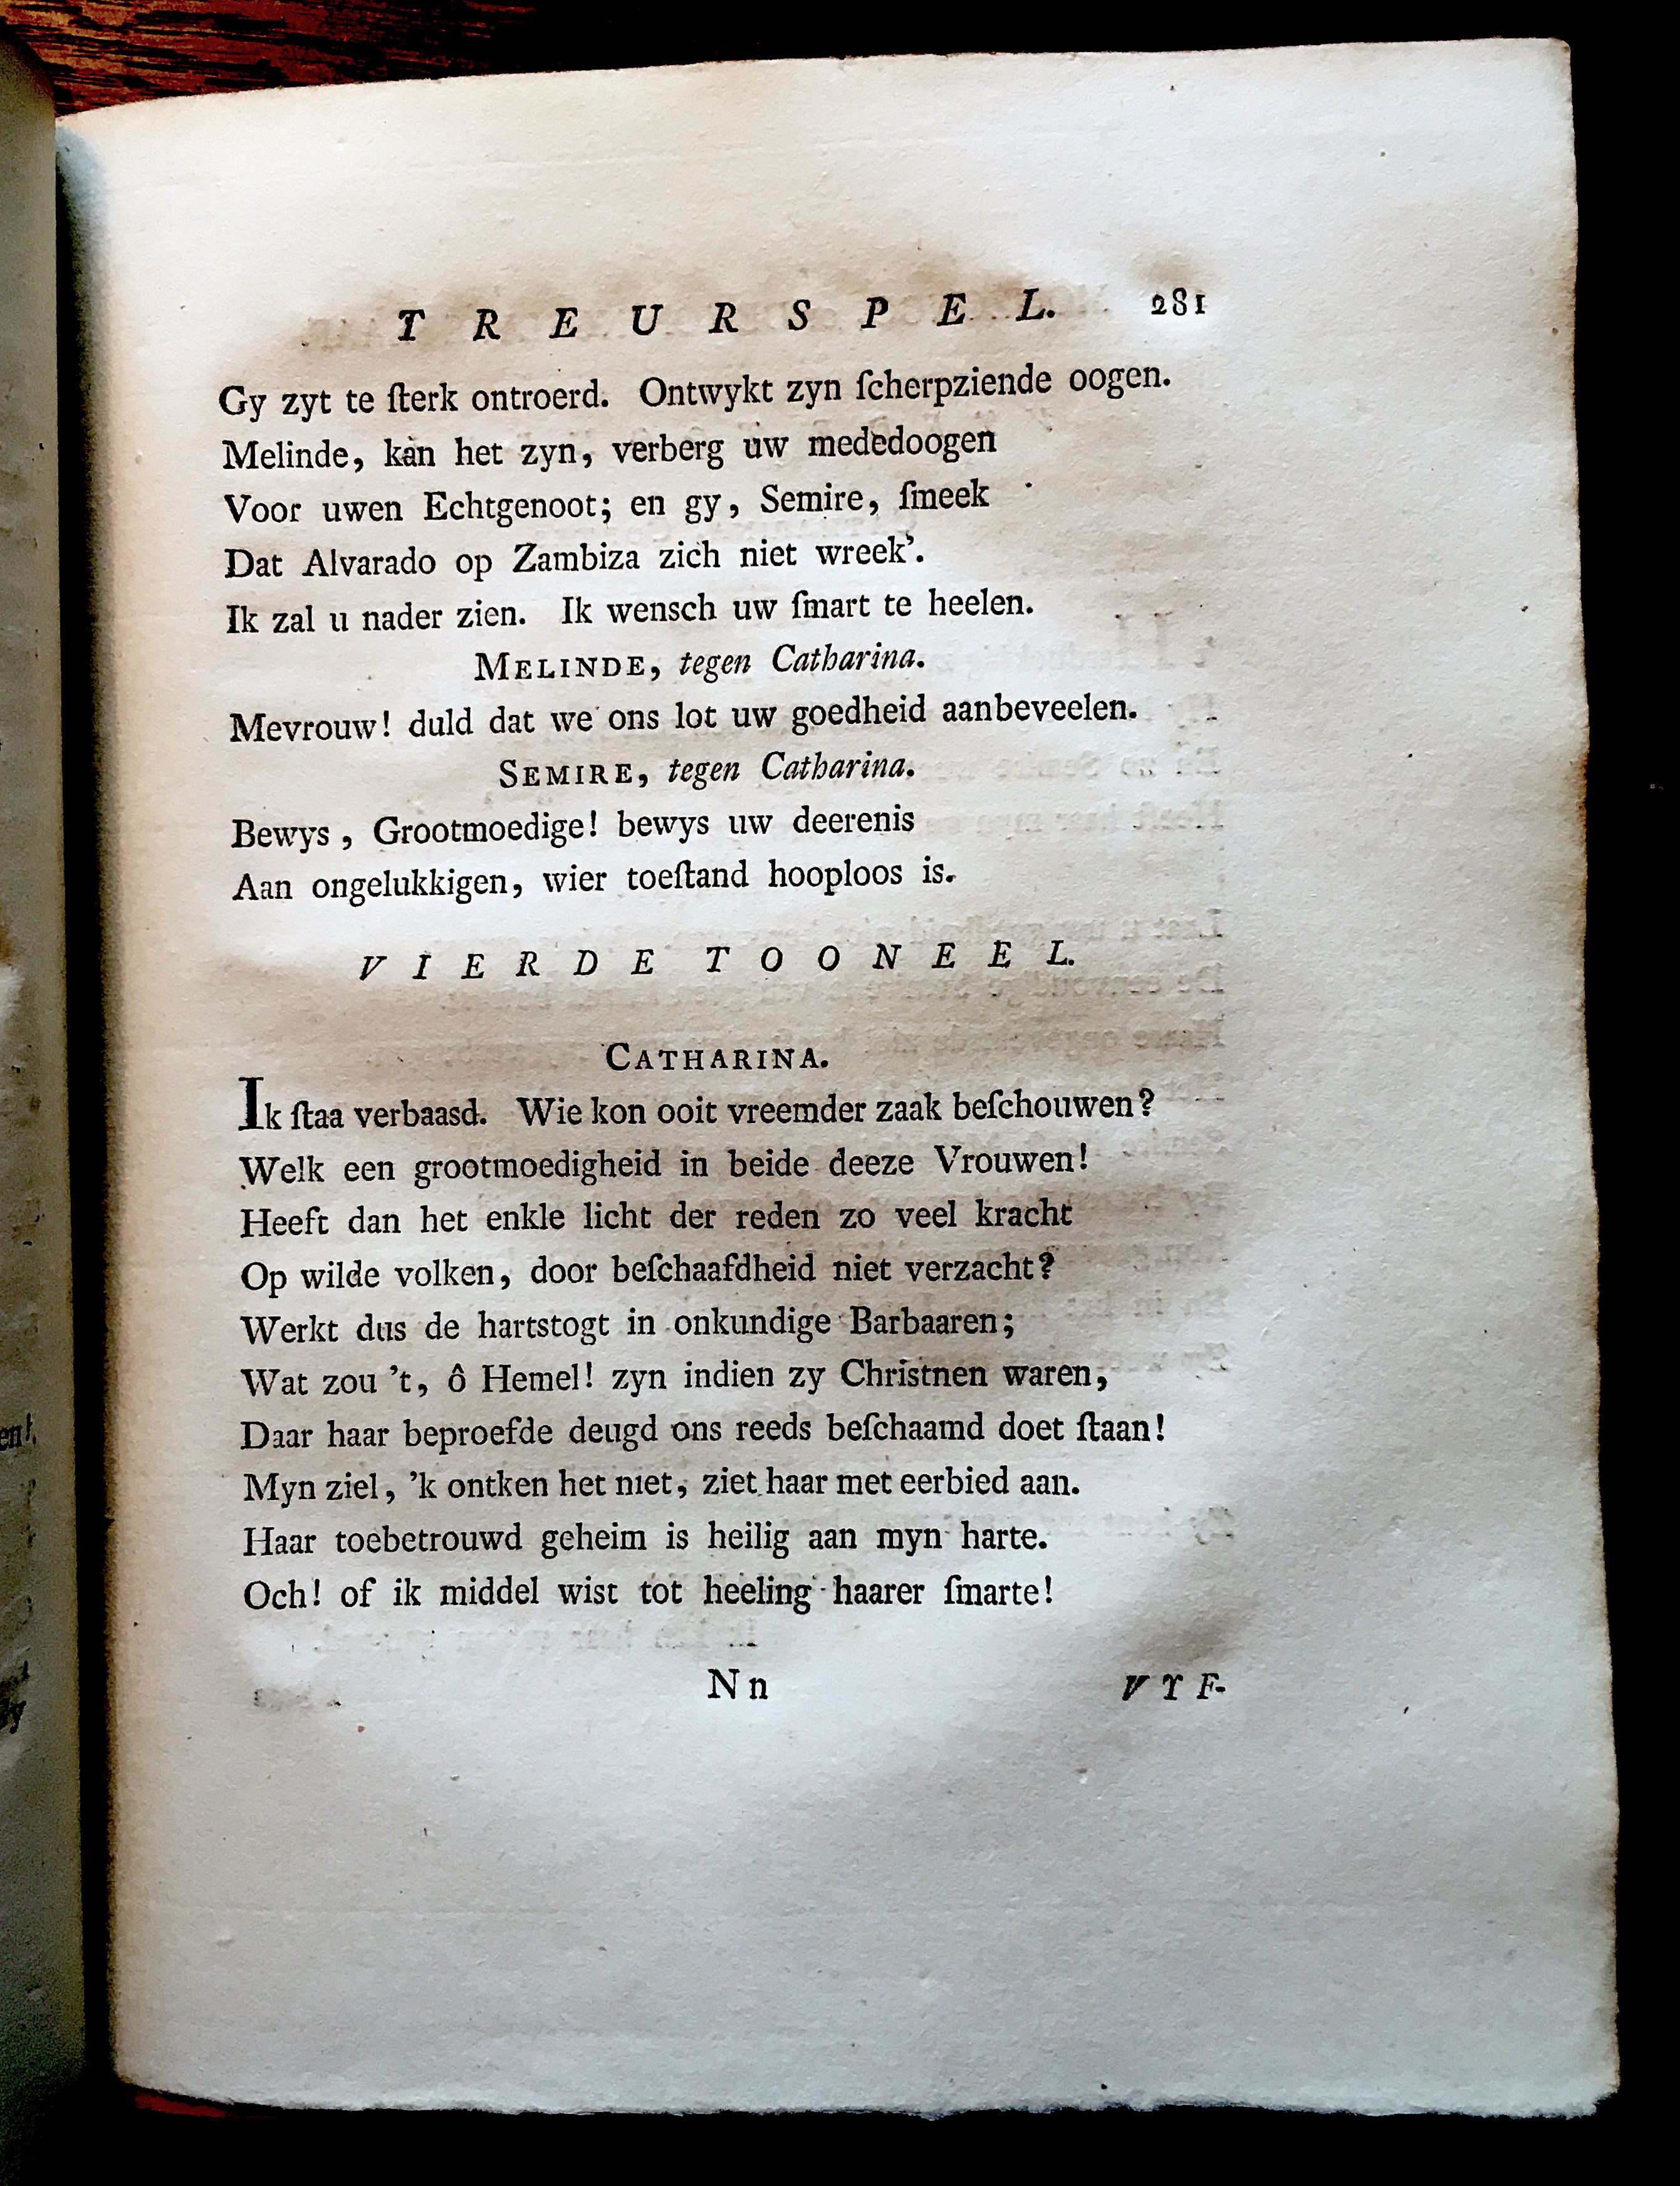 TREURSPEL. 281
Gy zyt te ſterk ontroerd. Ontwykt zyn ſcherpziende oogen.
Melinde, kan het zyn, verberg uw mededoogen
Voor uwen Echtgenoot; en gy, Semire, ſmeek
Dat Alvarado op Zambiza zich niet wreek'.
Ik zal u nader zien. Ik wensch uw ſmart te heelen.
MELINDE, tegen Catharina.
Mevrouw! duld dat we ons lot uw goedheid aanbeveelen.
SEMIRE, tegen Catharina.
Bewys, Grootmoedige! bewys uw deerenis
Aan ongelukkigen, wier toeſtand hooploos is.
VIERDE TOONEEL.
CATHARINA.
Ik ſtaa verbaasd. Wie kon ooit vreemder zaak beſchouwen?
Welk een grootmoedigheid in beide deeze Vrouwen!
Heeft dan het enkle licht der reden zo veel kracht
Op wilde volken, door beſchaafdheid niet verzacht?
Werkt dus de hartstogt in onkundige Barbaaren;
Wat zou 't, ô Hemel! zyn indien zy Christnen waren,
Daar haar beproefde deugd ons reeds beſchaamd doet ſtaan!
Myn ziel, 'k ontken het niet, ziet haar met eerbied aan.
Haar toebetrouwd geheim is heilig aan myn harte.
Och! of ik middel wist tot heeling haarer ſmarte!
Nn VYF-